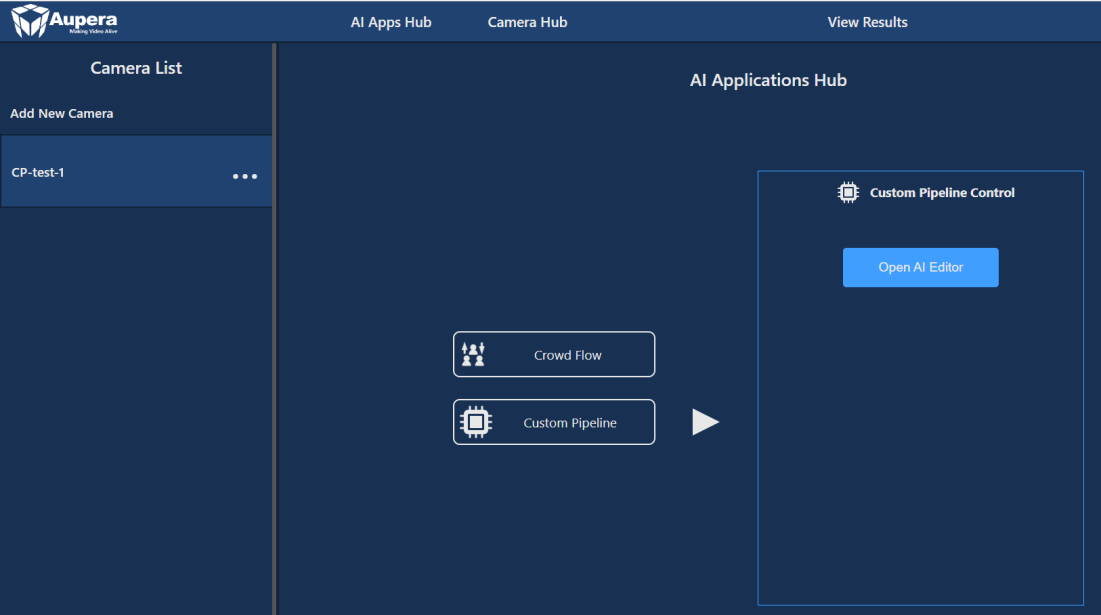 Aupera
Making Video Alive
AI Apps Hub
Camera Hub
View Results
Camera List
Add New Camera
CP-test-1
AI Applications Hub
Crowd Flow
Custom Pipeline
Custom Pipeline Control
Open AI Editor